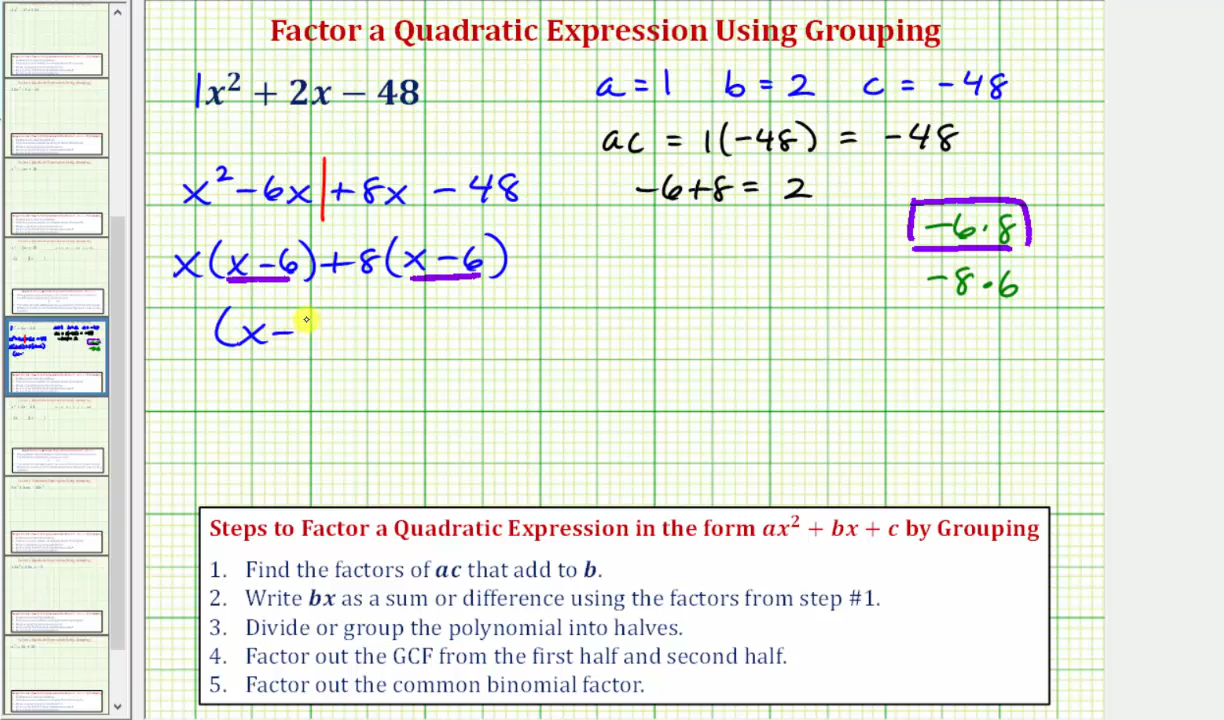 Factor a Quadratic Expression Using Grouping
1x² + 2x − 48
a = 1 b = 2 c = -48
ac = 1(-48) = -48
x² - 6x | + 8x - 48
-6+8 = 2
-6·8
x(x-6)+8(x-6)
-8·6
(x-
Steps to Factor a Quadratic Expression in the form ax² + bx + c by Grouping
1. Find the factors of ac that add to b.
2. Write bx as a sum or difference using the factors from step #1.
3. Divide or group the polynomial into halves.
4. Factor out the GCF from the first half and second half.
5. Factor out the common binomial factor.